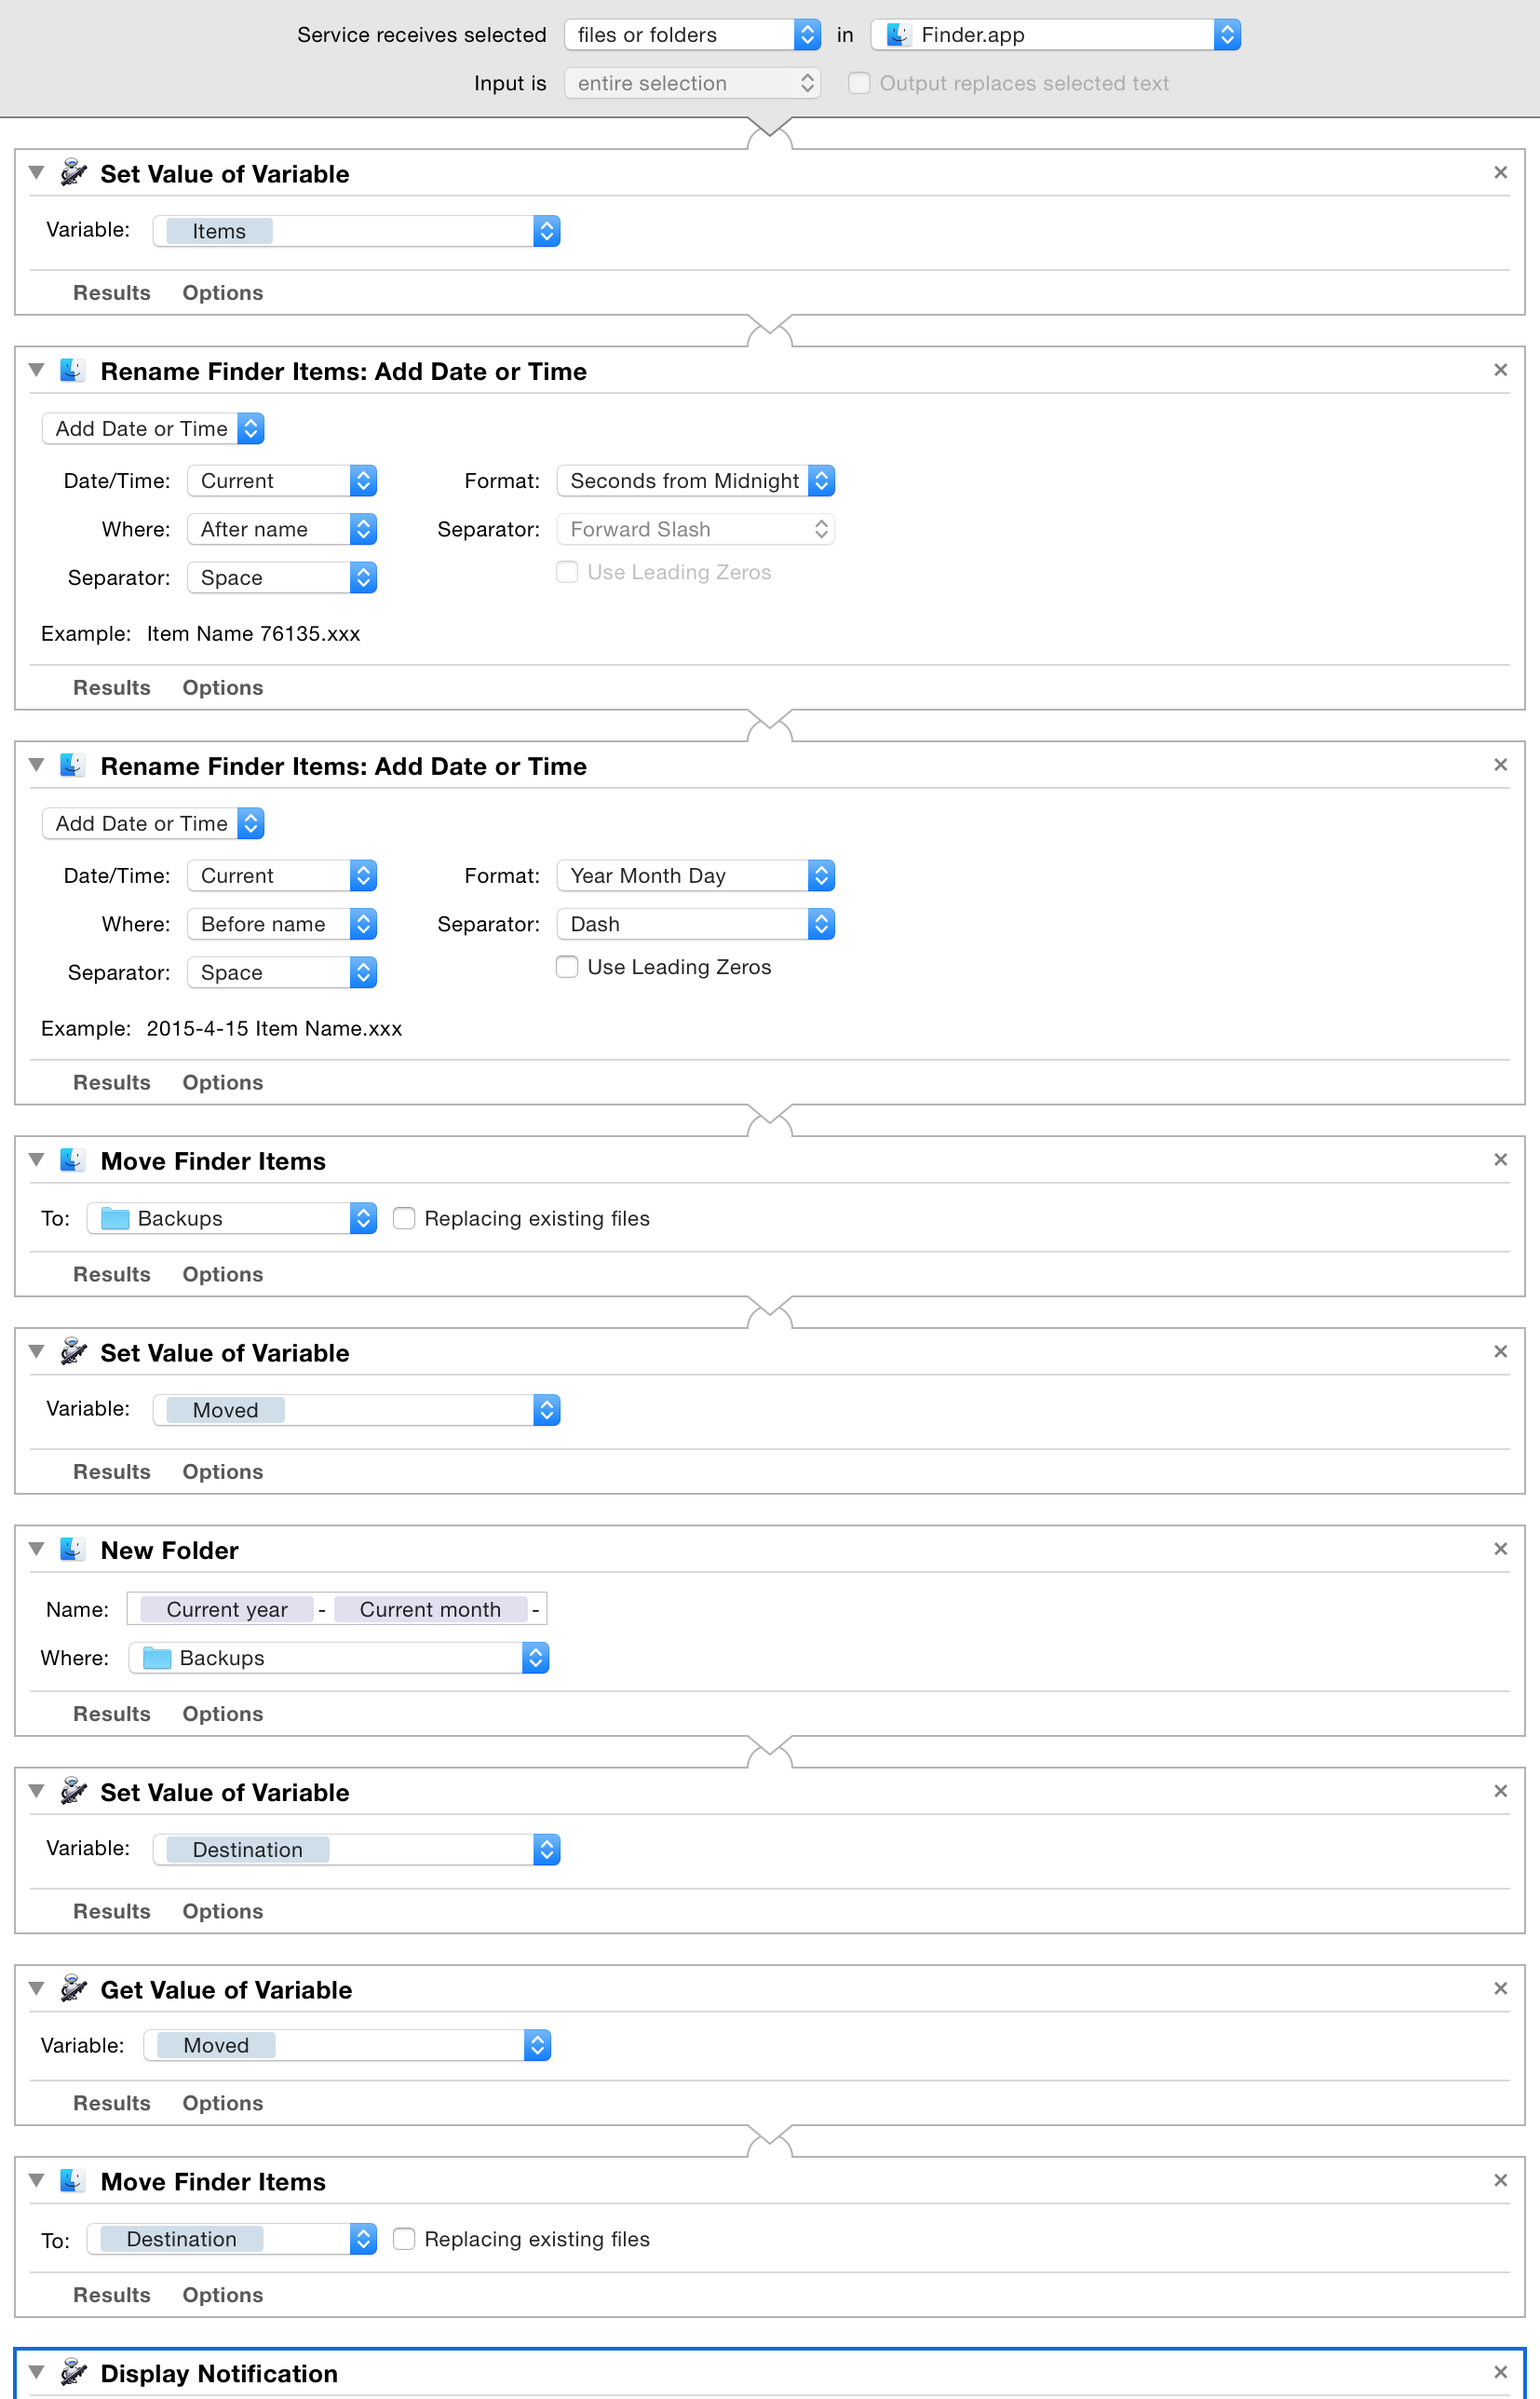 Service receives selected files or folders in Finder.app
Input is entire selection Output replaces selected text
Set Value of Variable
Variable: Items
Results Options
Rename Finder Items: Add Date or Time
Add Date or Time
Date/Time: Current Format: Seconds from Midnight
Where: After name Separator: Forward Slash
Separator: Space Use Leading Zeros
Example: Item Name 76135.xxx
Results Options
Rename Finder Items: Add Date or Time
Add Date or Time
Date/Time: Current Format: Year Month Day
Where: Before name Separator: Dash
Separator: Space Use Leading Zeros
Example: 2015-4-15 Item Name.xxx
Results Options
Move Finder Items
To: Backups Replacing existing files
Results Options
Set Value of Variable
Variable: Moved
Results Options
New Folder
Name: Current year - Current month -
Where: Backups
Results Options
Set Value of Variable
Variable: Destination
Results Options
Get Value of Variable
Variable: Moved
Results Options
Move Finder Items
To: Destination Replacing existing files
Results Options
Display Notification